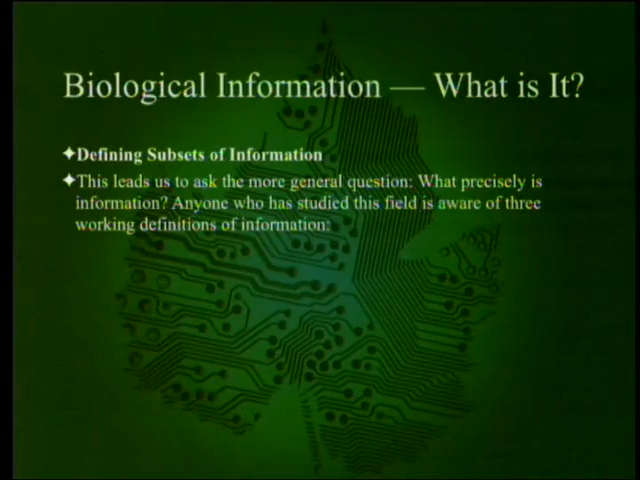 Biological Information — What is It?
✦Defining Subsets of Information
✦This leads us to ask the more general question: What precisely is
information? Anyone who has studied this field is aware of three
working definitions of information: